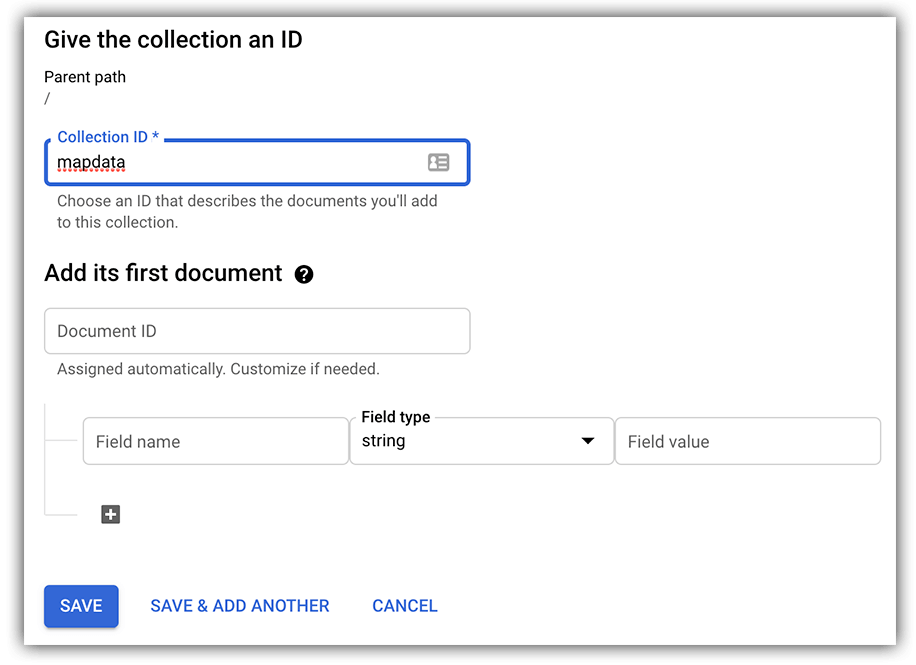 Give the collection an ID
Parent path
/
Collection ID *
mapdata
Choose an ID that describes the documents you'll add
to this collection.
Add its first document
Document ID
Assigned automatically. Customize if needed.
Field name
Field type
string
Field value
SAVE
SAVE & ADD ANOTHER
CANCEL